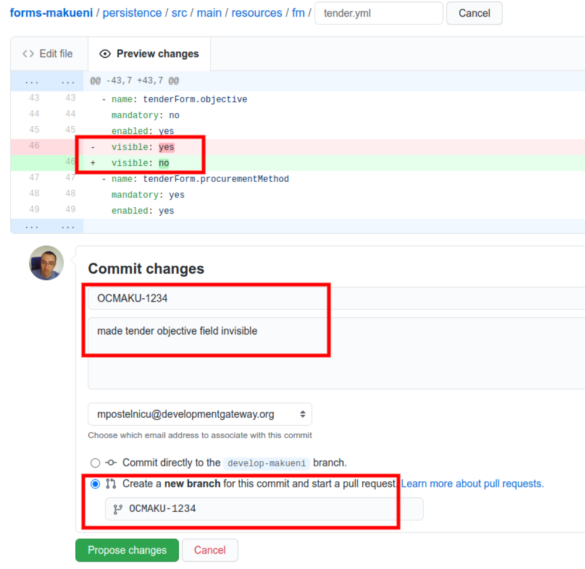 forms-makueni / persistence / src / main / resources / fm / tender.yml Cancel
<> Edit file Preview changes
... ... @@ -43,7 +43,7 @@
43 43 - name: tenderForm.objective
44 44 mandatory: no
45 45 enabled: yes
46 - visible: yes
46 + visible: no
47 47 - name: tenderForm.procurementMethod
48 48 mandatory: yes
49 49 enabled: yes
... ...
Commit changes
OCMAKU-1234
made tender objective field invisible
mpostelnicu@developmentgateway.org
Choose which email address to associate with this commit
Commit directly to the develop-makueni branch.
Create a new branch for this commit and start a pull request. Learn more about pull requests.
OCMAKU-1234
Propose changes Cancel